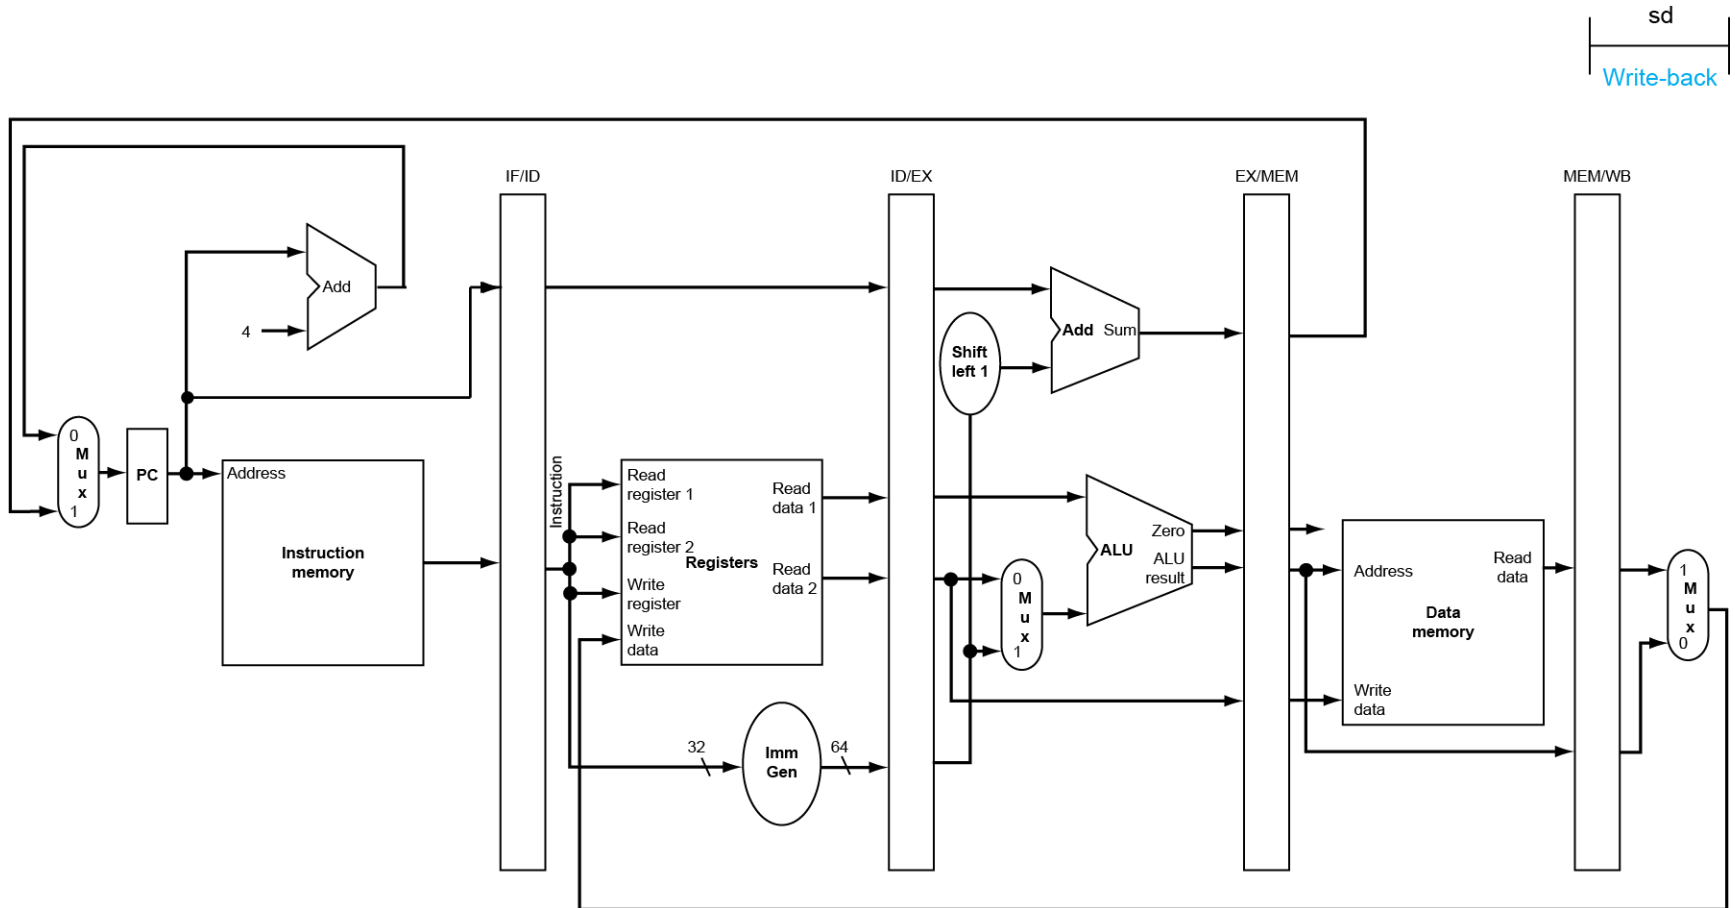 sd
Write-back
IF/ID
ID/EX
EX/MEM
MEM/WB
Add
4
Add Sum
Shift
left 1
0
M
u
x
1
PC
Address
Instruction
memory
Instruction
Read
register 1
Read
register 2
Write
register
Write
data
Registers
Read
data 1
Read
data 2
32
Imm
Gen
64
0
M
u
x
1
ALU
Zero
ALU
result
Address
Read
data
Data
memory
Write
data
1
M
u
x
0